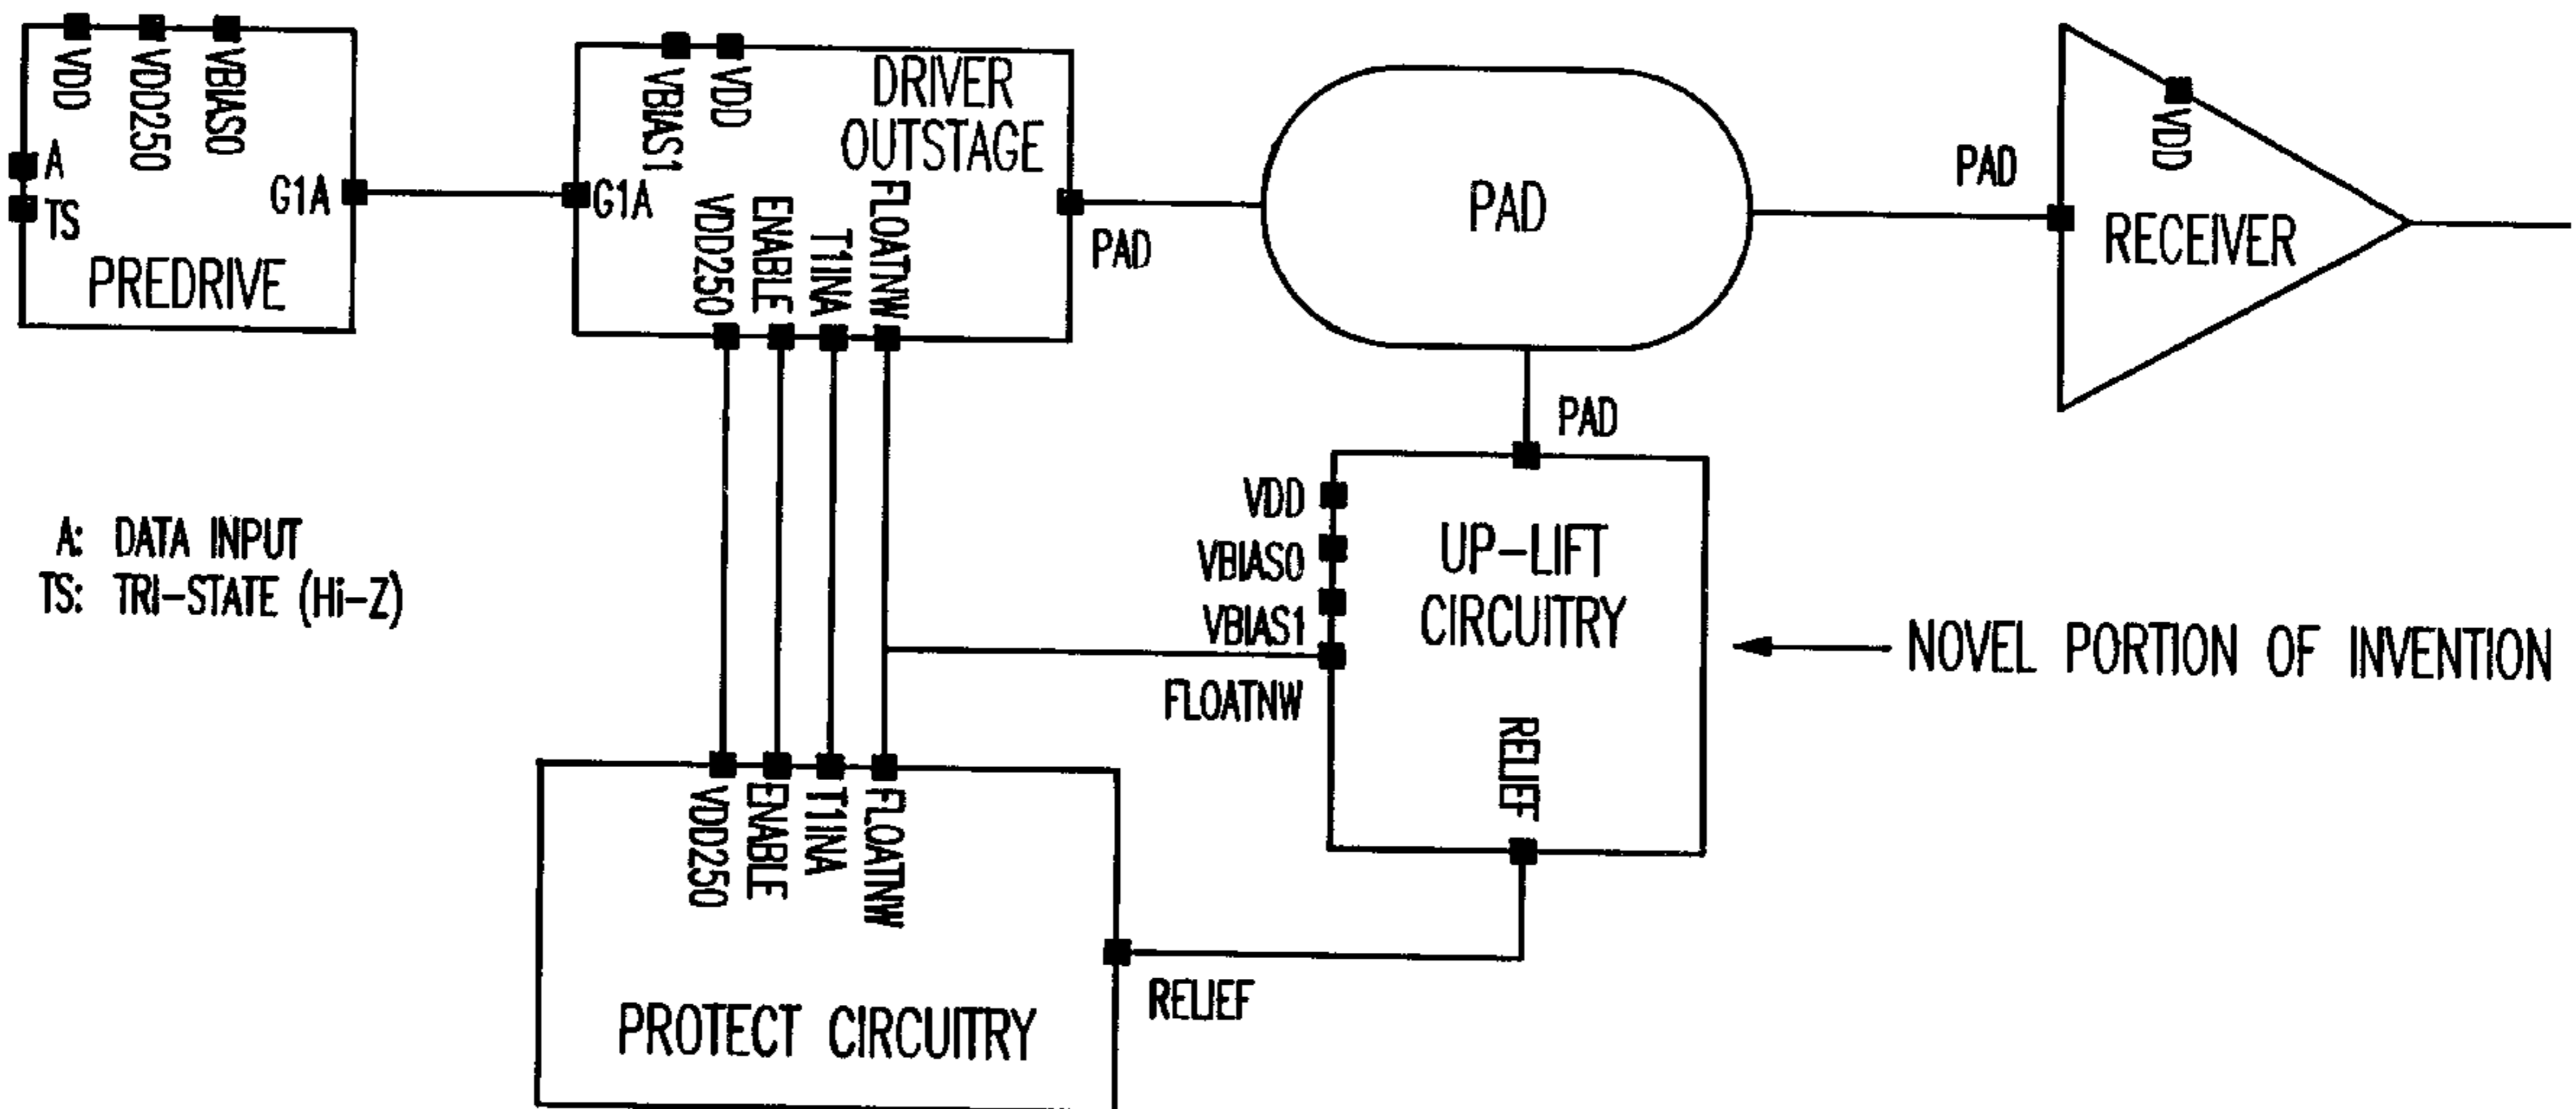 VDD
VDD250
VBIAS0
A
TS
G1A
PREDRIVE
VBIAS1
VDD
DRIVER
OUTSTAGE
G1A
VDD250
ENABLE
T1INA
FLOATNW
PAD
PAD
PAD
VDD
RECEIVER
A: DATA INPUT
TS: TRI-STATE (Hi-Z)
PAD
VDD
VBIAS0
VBIAS1
FLOATNW
UP-LIFT
CIRCUITRY
RELIEF
NOVEL PORTION OF INVENTION
VDD250
ENABLE
T1INA
FLOATNW
RELIEF
PROTECT CIRCUITRY